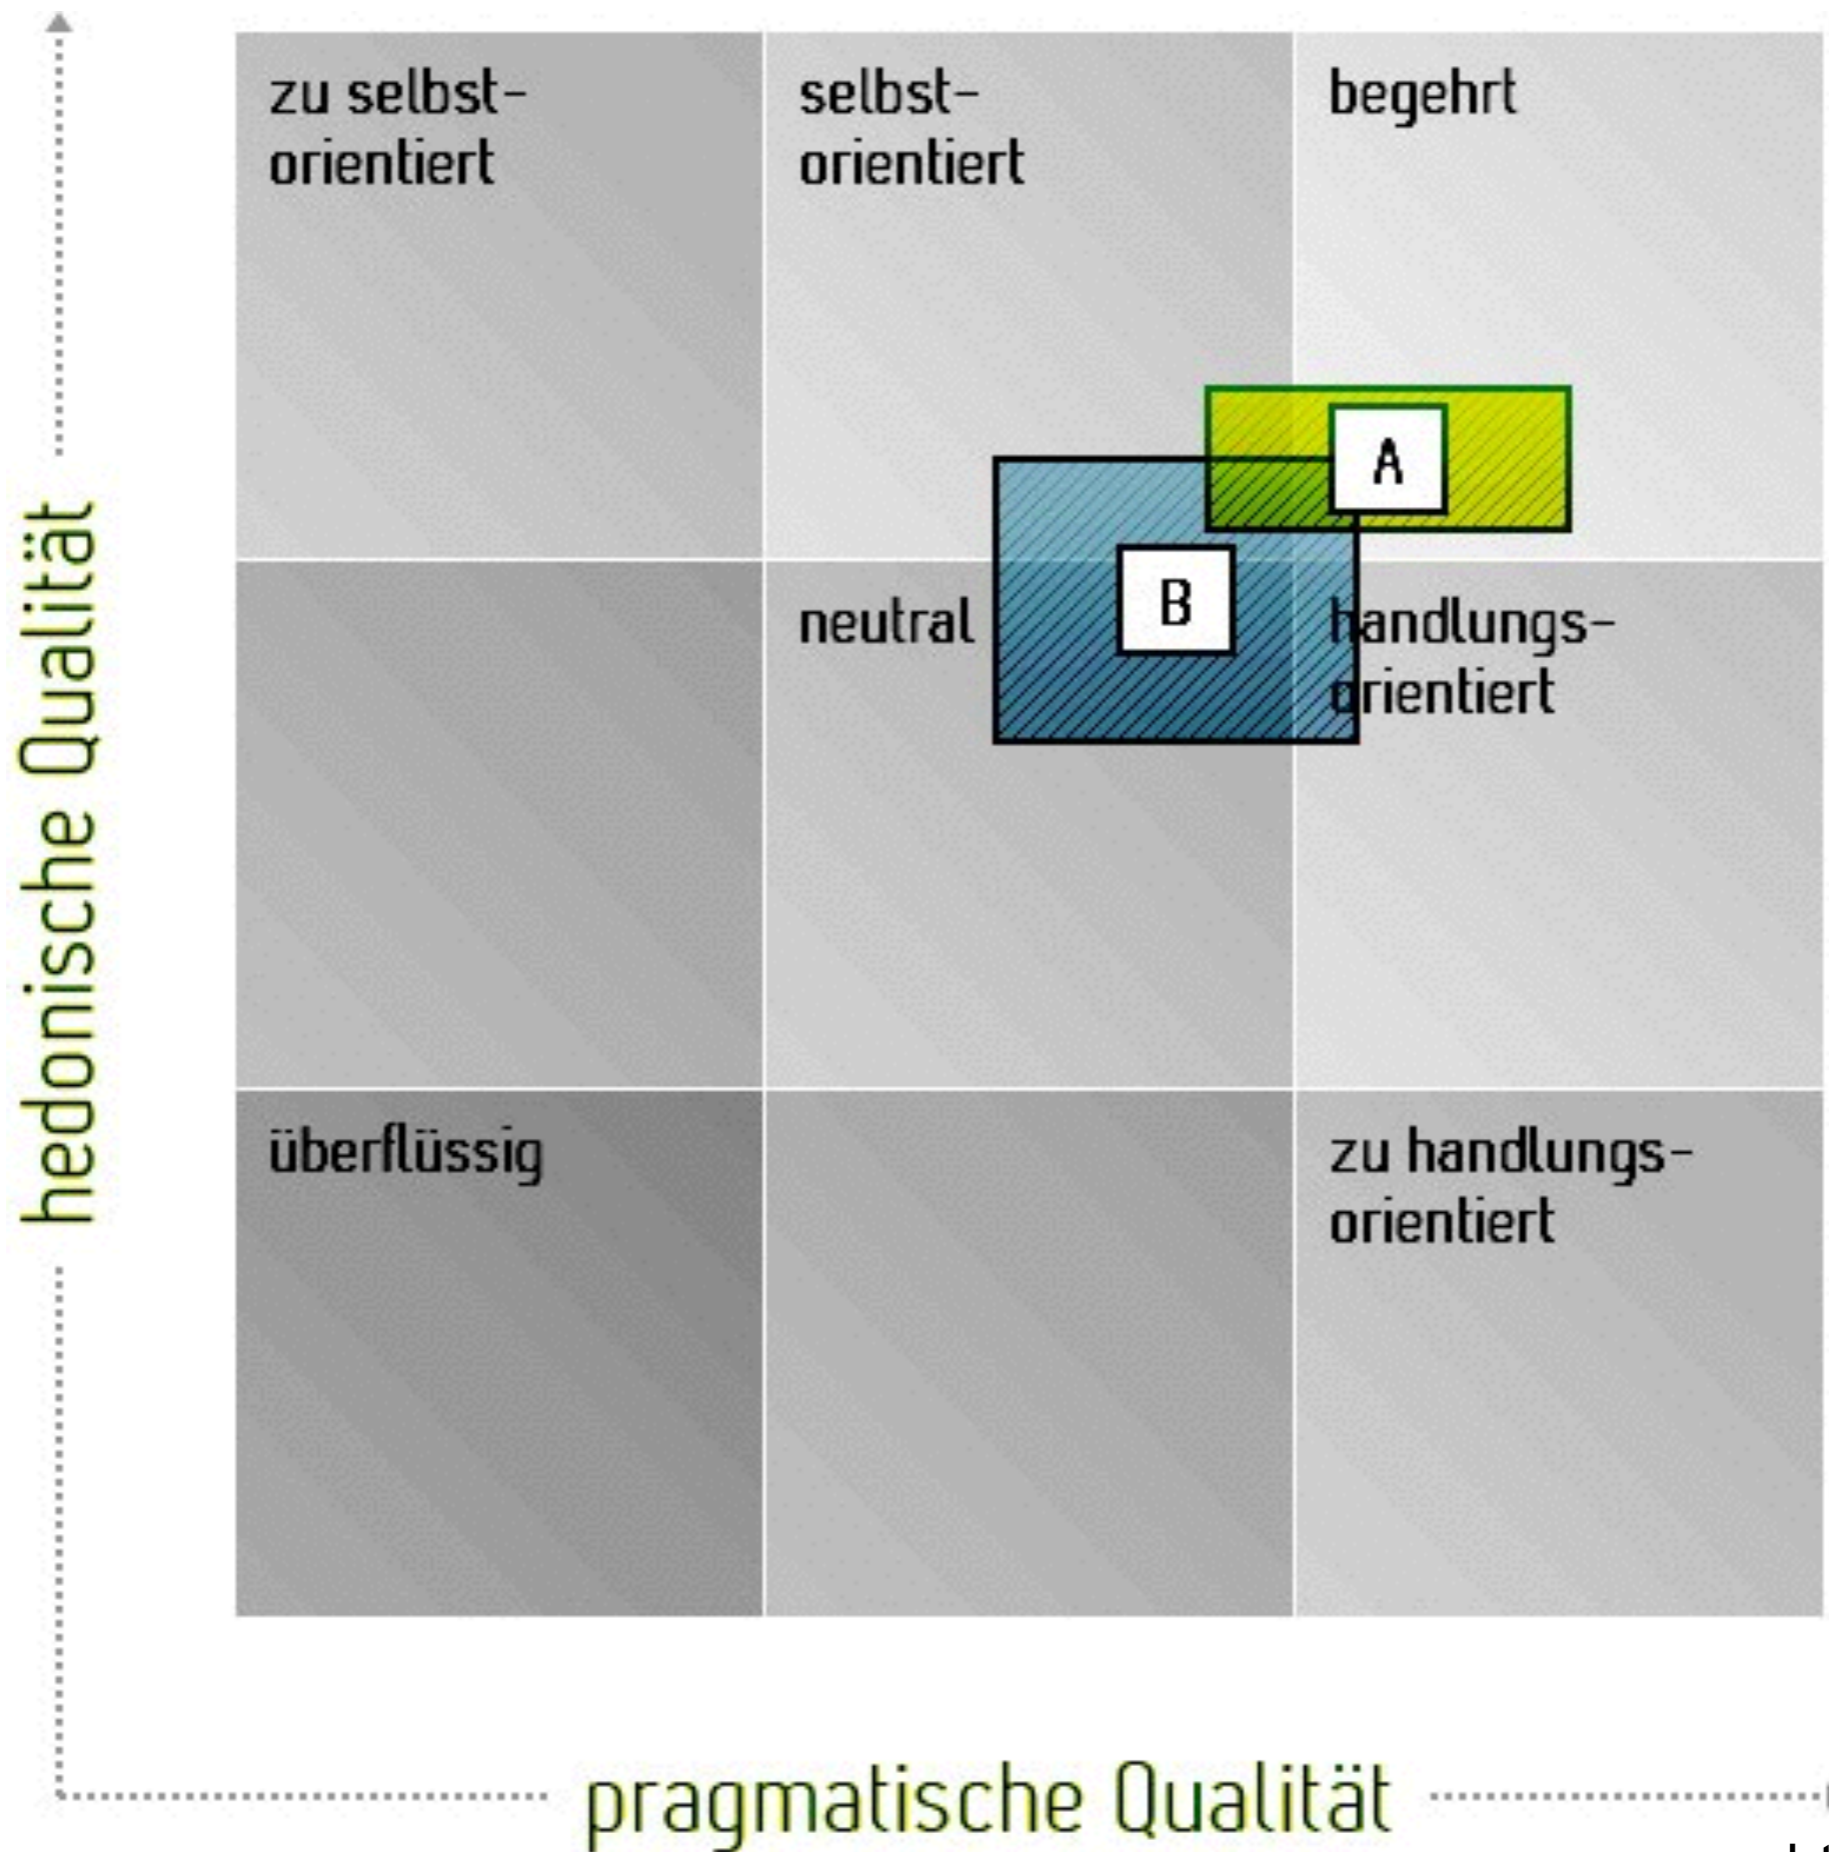 zu selbst-
orientiert
selbst-
orientiert
begehrt
A
B
neutral
handlungs-
orientiert
überflüssig
zu handlungs-
orientiert
hedonische Qualität
pragmatische Qualität